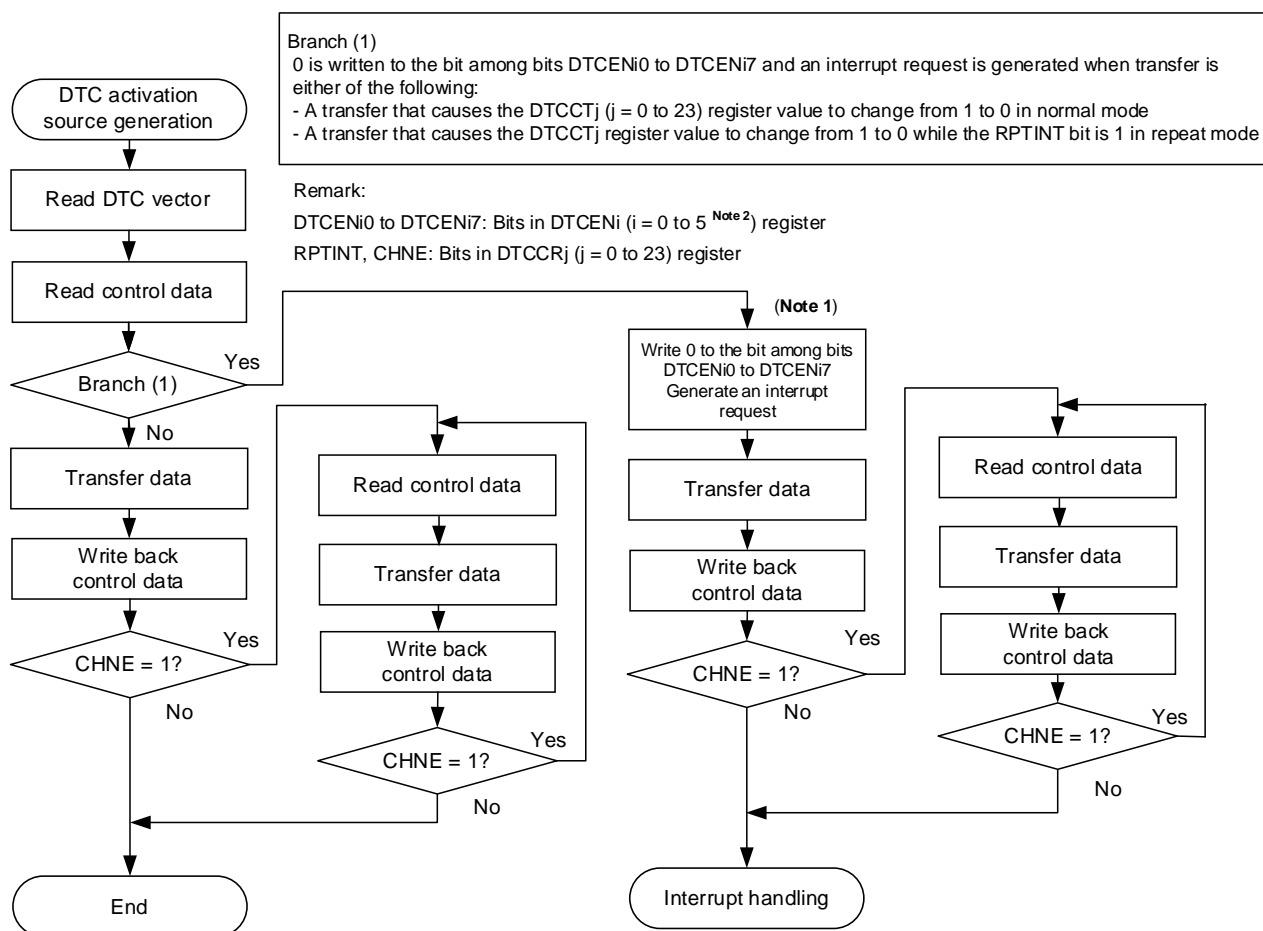 Branch (1)
0 is written to the bit among bits DTCENi0 to DTCENi7 and an interrupt request is generated when transfer is
either of the following:
- A transfer that causes the DTCCTj (j = 0 to 23) register value to change from 1 to 0 in normal mode
- A transfer that causes the DTCCTj register value to change from 1 to 0 while the RPTINT bit is 1 in repeat mode
Remark:
DTCENi0 to DTCENi7: Bits in DTCENi (i = 0 to 5 Note 2) register
RPTINT, CHNE: Bits in DTCCRj (j = 0 to 23) register
DTC activation
source generation
Read DTC vector
Read control data
Branch (1)
Yes
No
Transfer data
Write back
control data
CHNE = 1?
Yes
No
Read control data
Transfer data
Write back
control data
CHNE = 1?
Yes
No
End
(Note 1)
Write 0 to the bit among bits
DTCENi0 to DTCENi7
Generate an interrupt
request
Transfer data
Write back
control data
CHNE = 1?
Yes
No
Read control data
Transfer data
Write back
control data
CHNE = 1?
Yes
No
Interrupt handling